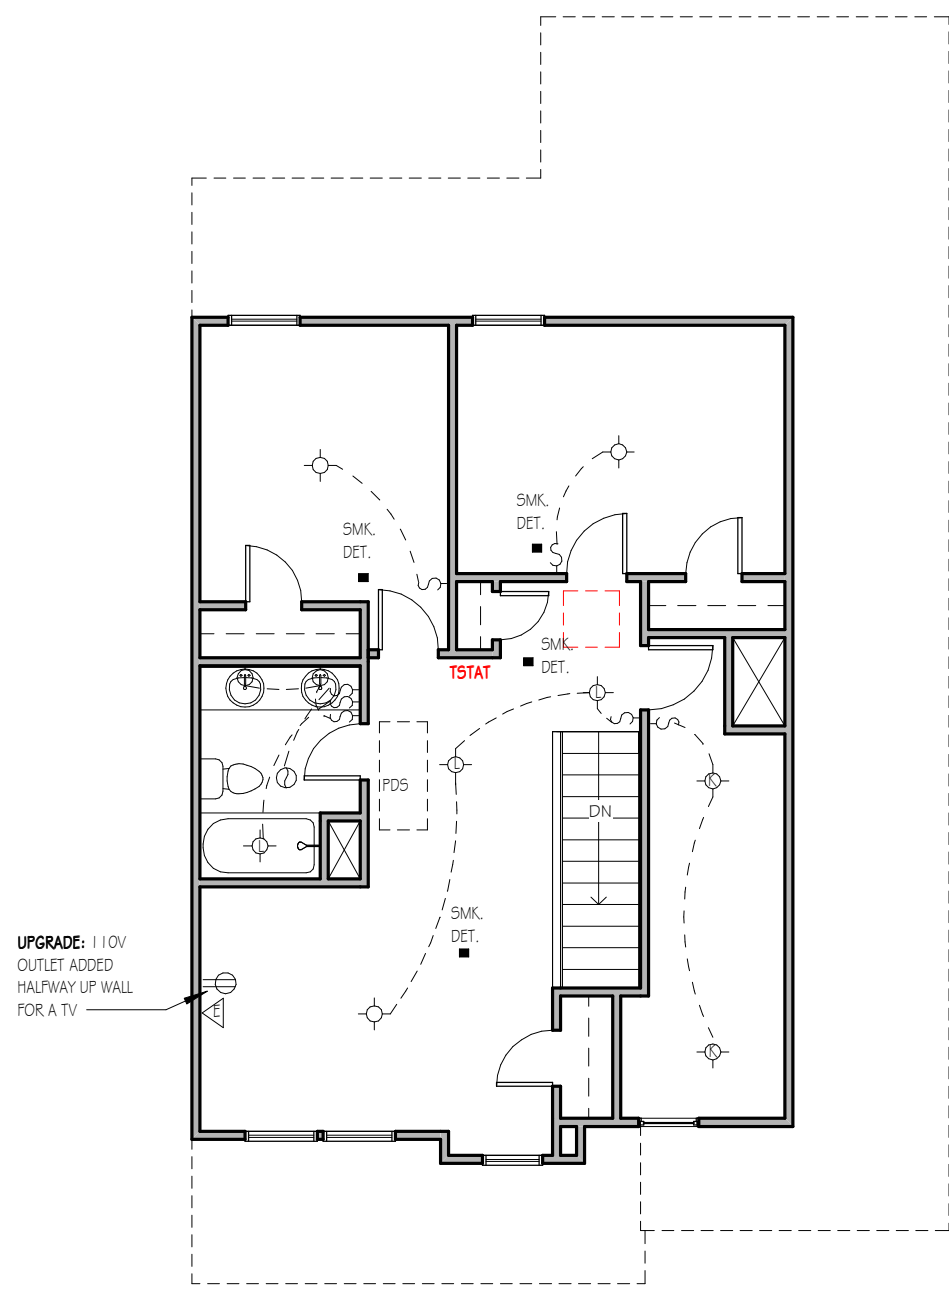 SMK.
DET.
SMK.
DET.
SMK.
DET.
TSTAT
L
L
K
PDS
DN
L
SMK.
DET.
UPGRADE: 110V
OUTLET ADDED
HALFWAY UP WALL
FOR A TV
E
K